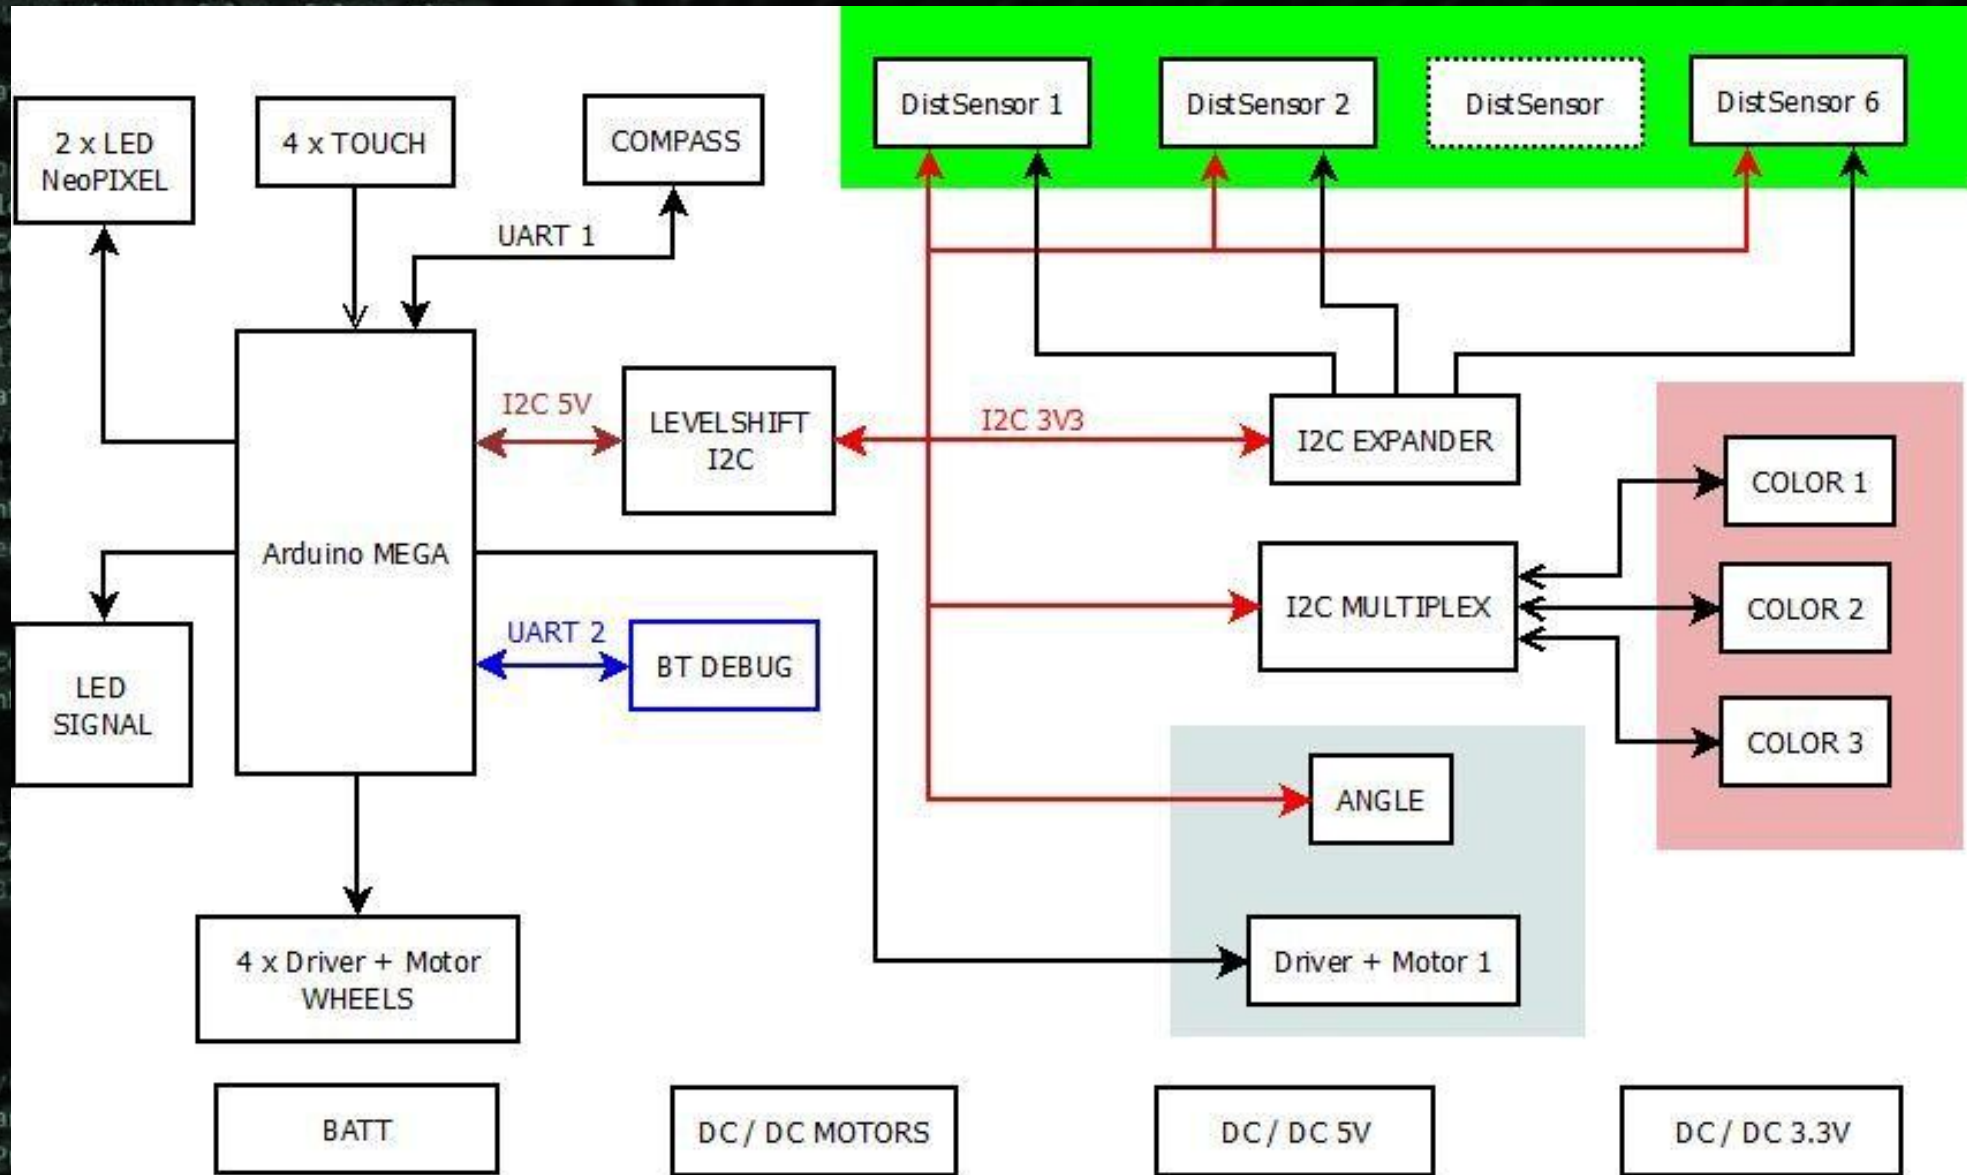 DistSensor 1
DistSensor 2
DistSensor
DistSensor 6
2 x LED
NeoPIXEL
4 x TOUCH
COMPASS
UART 1
I2C 5V
LEVELSHIFT
I2C
I2C 3V3
I2C EXPANDER
COLOR 1
Arduino MEGA
I2C MULTIPLEX
COLOR 2
UART 2
BT DEBUG
LED
SIGNAL
COLOR 3
ANGLE
4 x Driver + Motor
WHEELS
Driver + Motor 1
BATT
DC / DC MOTORS
DC / DC 5V
DC / DC 3.3V